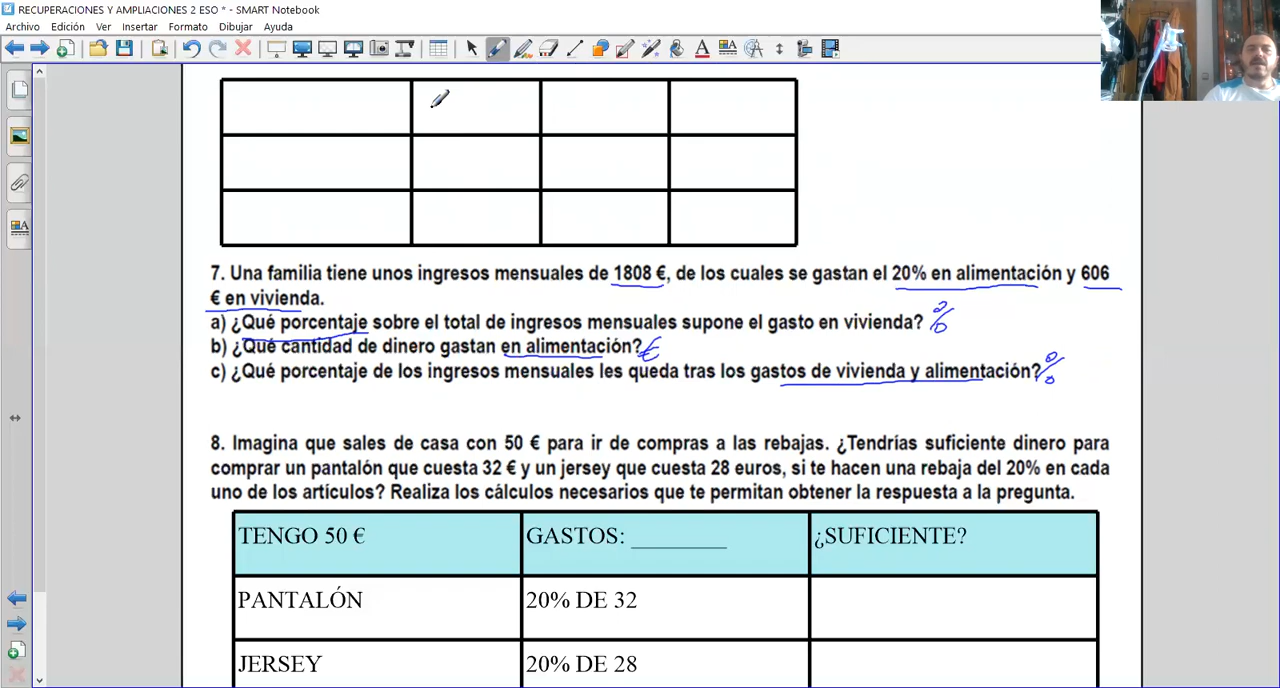 RECUPERACIONES Y AMPLIACIONES 2 ESO * - SMART Notebook
Archivo Edición Ver Insertar Formato Dibujar Ayuda
7. Una familia tiene unos ingresos mensuales de 1808 €, de los cuales se gastan el 20% en alimentación y 606
€ en vivienda.
a) ¿Qué porcentaje sobre el total de ingresos mensuales supone el gasto en vivienda? %
b) ¿Qué cantidad de dinero gastan en alimentación? €
c) ¿Qué porcentaje de los ingresos mensuales les queda tras los gastos de vivienda y alimentación? %
8. Imagina que sales de casa con 50 € para ir de compras a las rebajas. ¿Tendrías suficiente dinero para
comprar un pantalón que cuesta 32 € y un jersey que cuesta 28 euros, si te hacen una rebaja del 20% en cada
uno de los artículos? Realiza los cálculos necesarios que te permitan obtener la respuesta a la pregunta.
TENGO 50 € GASTOS: ________ ¿SUFICIENTE?
PANTALÓN 20% DE 32
JERSEY 20% DE 28